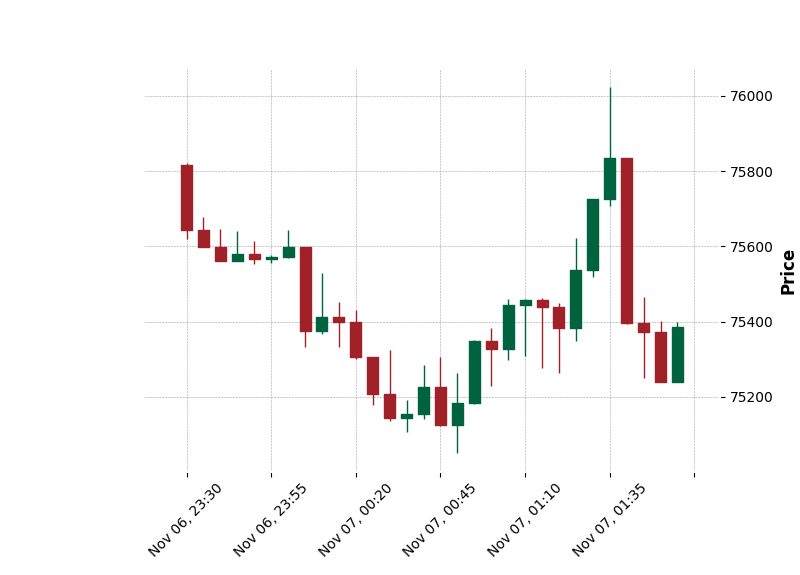 76000
75800
75600
75400
75200
Price
Nov 06, 23:30
Nov 06, 23:55
Nov 07, 00:20
Nov 07, 00:45
Nov 07, 01:10
Nov 07, 01:35